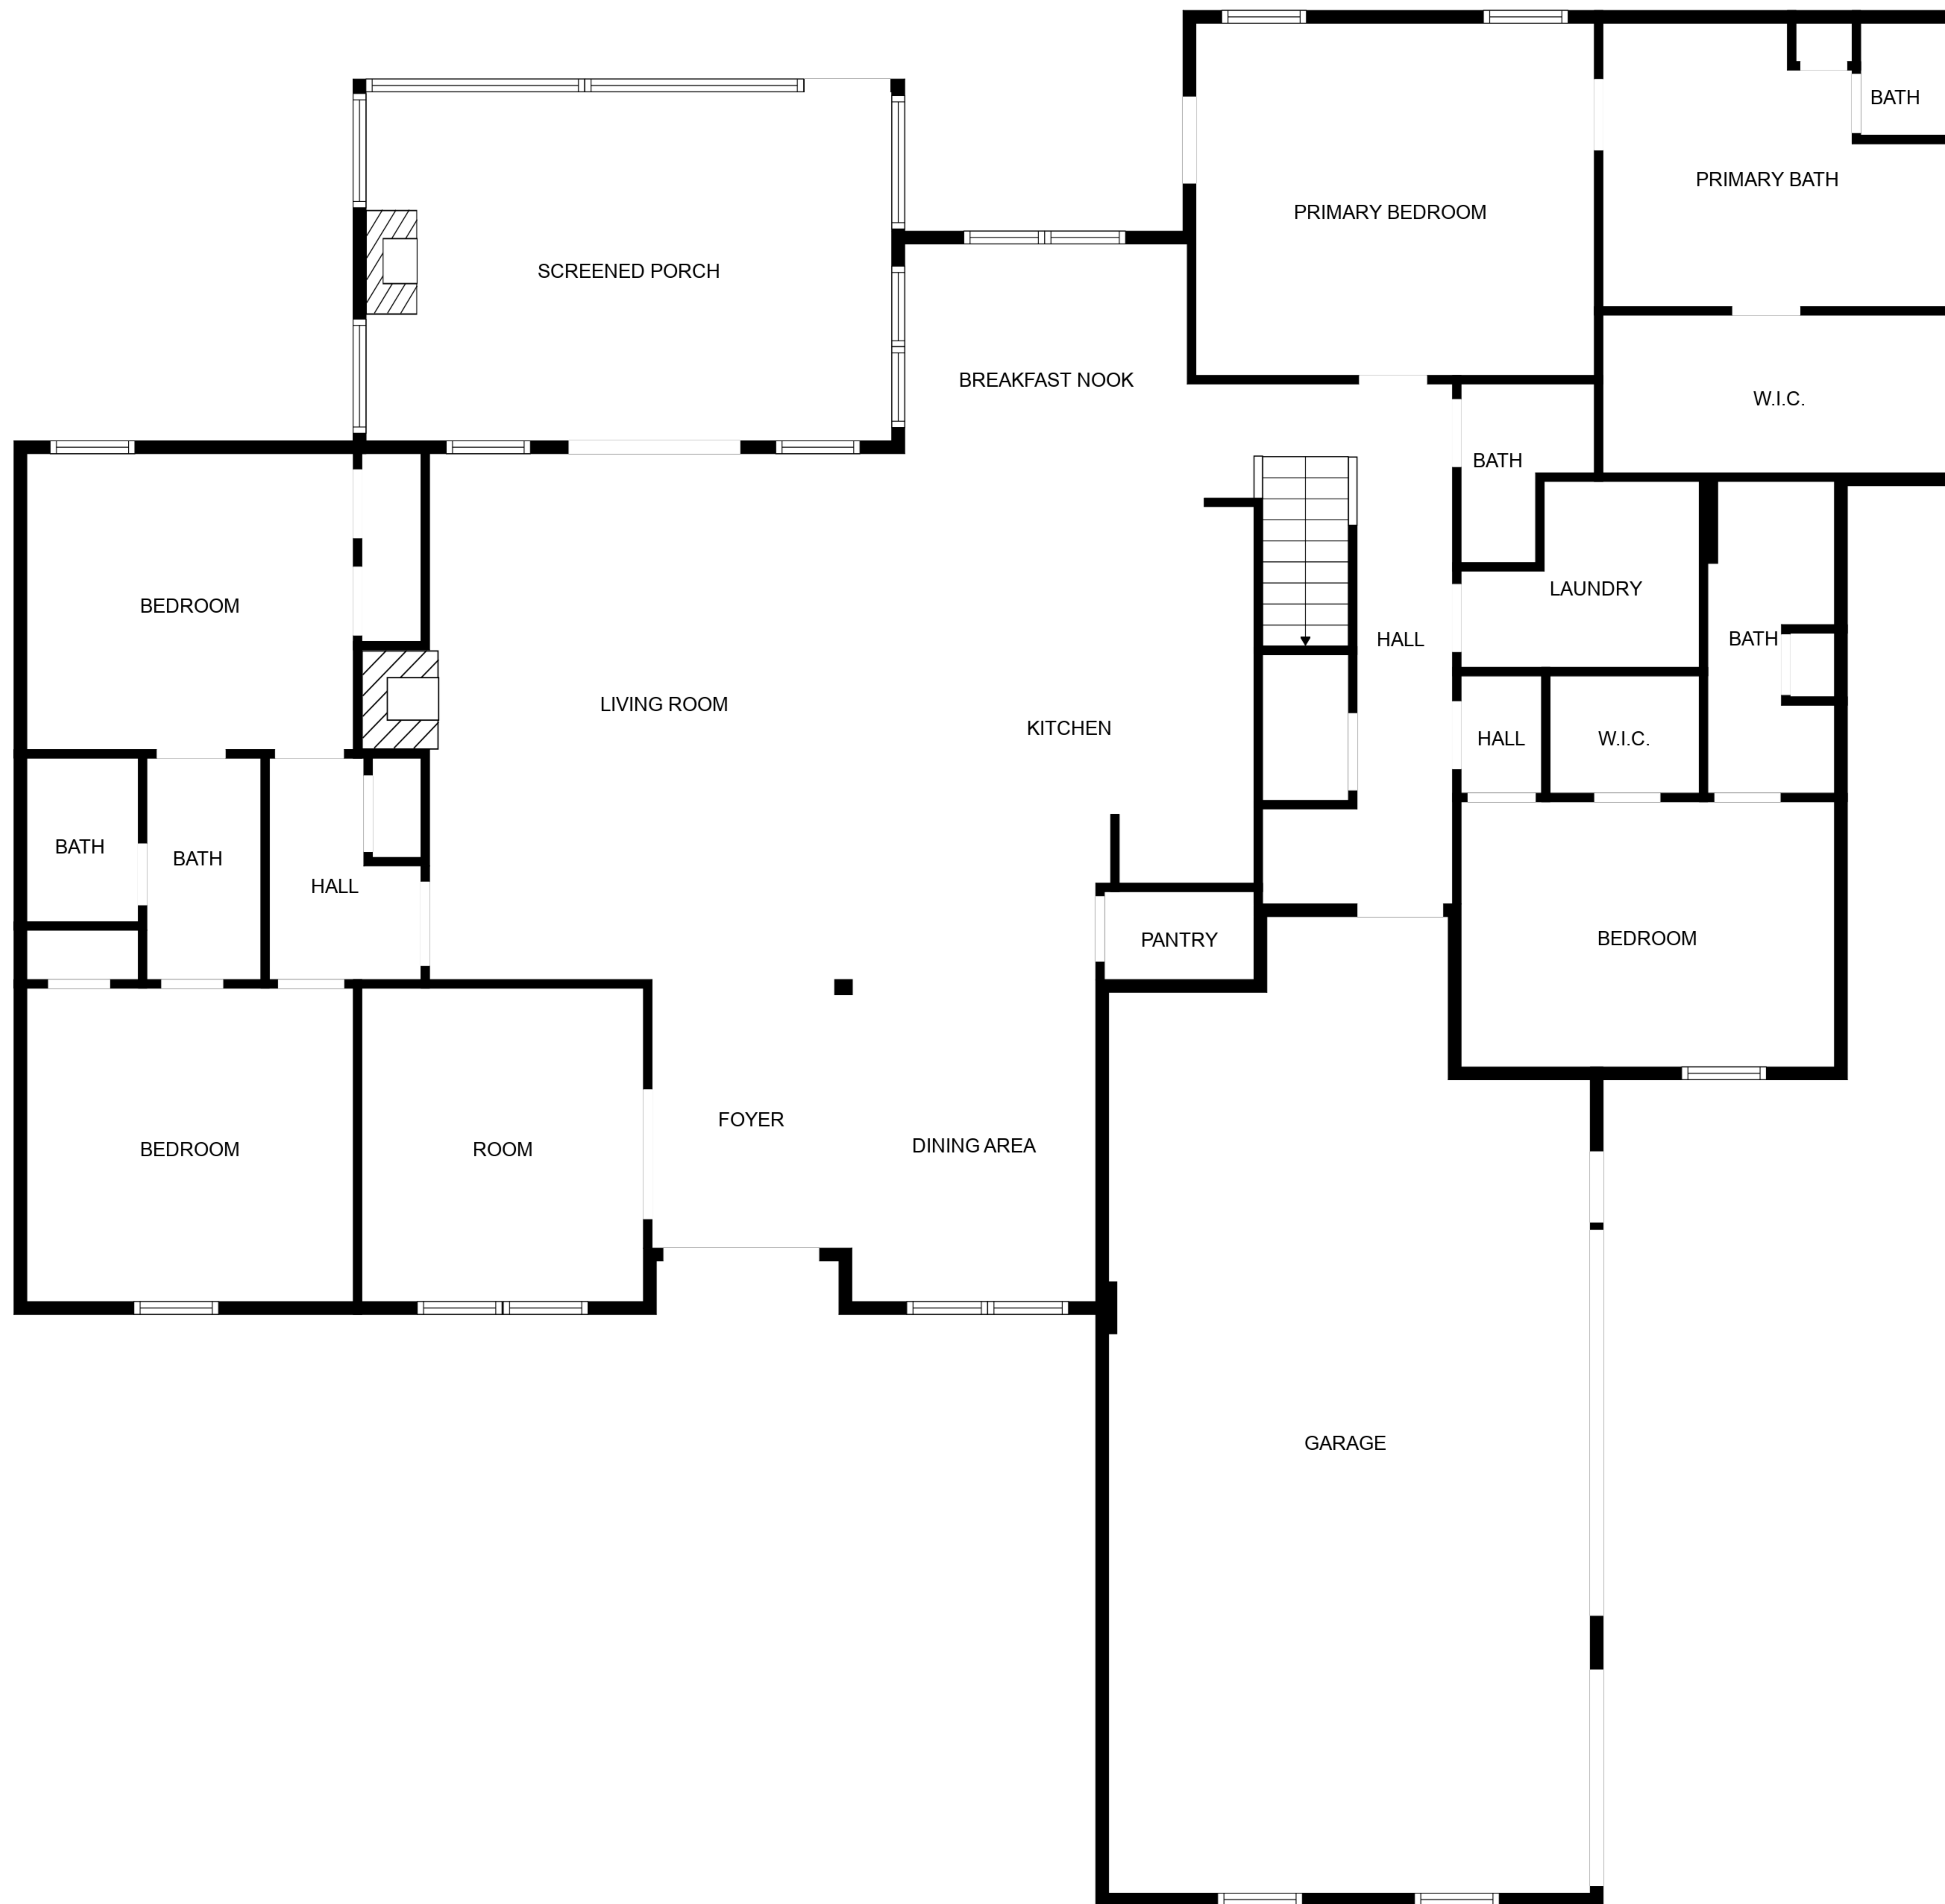 BATH
PRIMARY BATH
PRIMARY BEDROOM
SCREENED PORCH
BREAKFAST NOOK
W.I.C.
BATH
LAUNDRY
BEDROOM
HALL
BATH
LIVING ROOM
KITCHEN
HALL
W.I.C.
BATH
BATH
HALL
PANTRY
BEDROOM
FOYER
DINING AREA
BEDROOM
ROOM
GARAGE